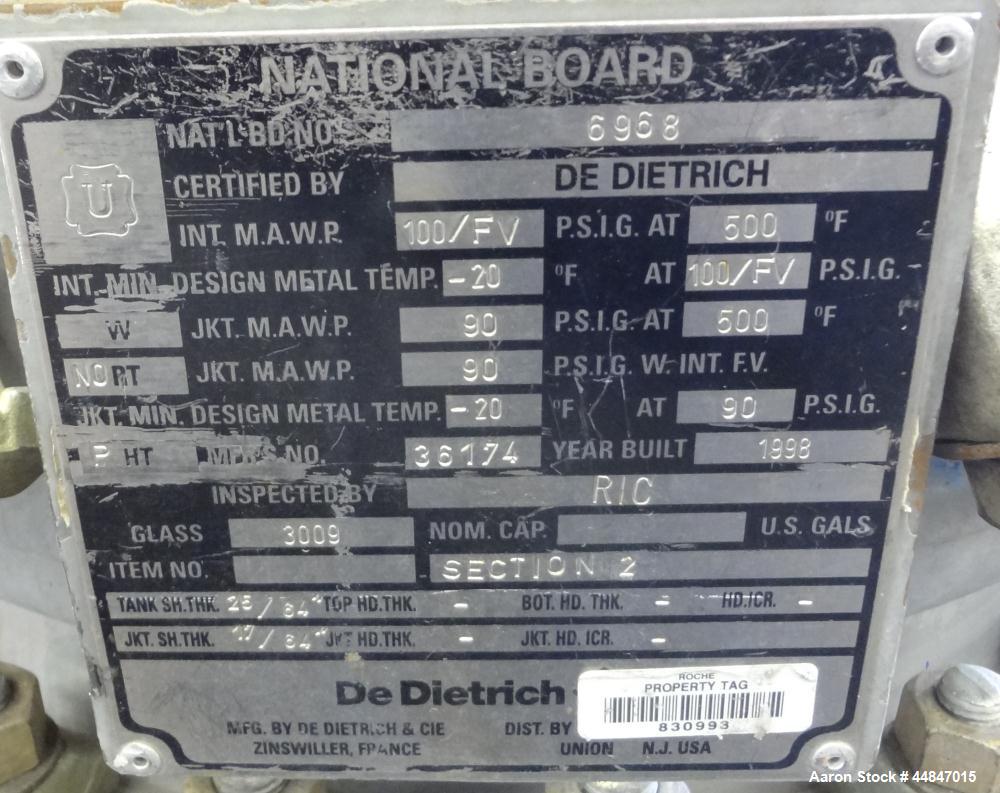 NATIONAL BOARD
NAT'L BD. NO. 6968
U
CERTIFIED BY DE DIETRICH
INT. M.A.W.P. 100/FV P.S.I.G. AT 500 °F
INT. MIN. DESIGN METAL TEMP. -20 °F AT 100/FV P.S.I.G.
W JKT. M.A.W.P. 90 P.S.I.G. AT 500 °F
NO RT JKT. M.A.W.P. 90 P.S.I.G. W. INT. F.V.
JKT. MIN. DESIGN METAL TEMP. -20 °F AT 90 P.S.I.G.
P HT MFR'S NO. 36174 YEAR BUILT 1998
INSPECTED BY RIC
GLASS 3009 NOM. CAP. U.S. GALS
ITEM NO. SECTION 2
TANK SH. THK. /64" TOP HD. THK. - BOT. HD. THK. - HD. ICR. -
JKT. SH. THK. 17/64" JKT HD. THK. - JKT. HD. ICR. -
De Dietrich
ROCHE
PROPERTY TAG
830993
MFG. BY DE DIETRICH & CIE DIST. BY
ZINSWILLER, FRANCE UNION N.J. USA
Aaron Stock # 44847015